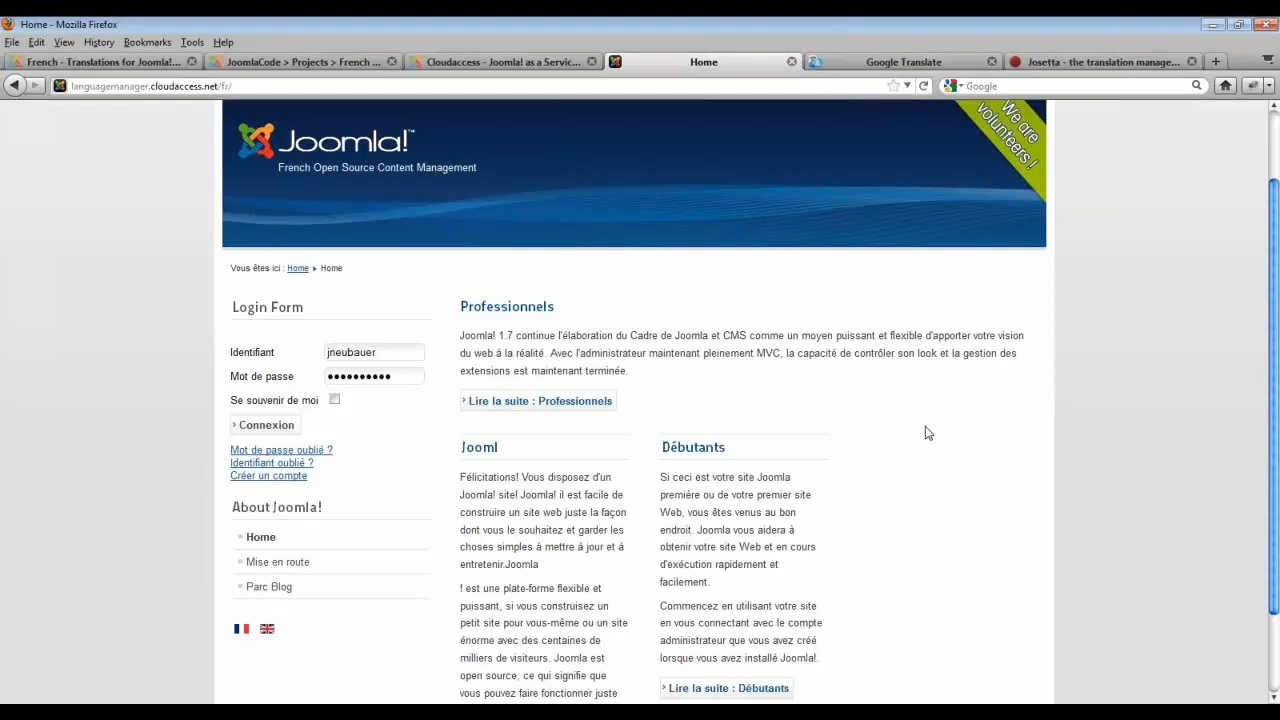 Home - Mozilla Firefox
File Edit View History Bookmarks Tools Help
French - Translations for Joomla!... JoomlaCode > Projects > French ... Cloudaccess - Joomla! as a Servic... Home Google Translate Josetta - the translation manage...
languagemanager.cloudaccess.net/fr/ Google
Joomla!™
French Open Source Content Management
We are
volunteers!
Vous êtes ici : Home Home
Login Form
Identifiant jneubauer
Mot de passe
Se souvenir de moi
Connexion
Mot de passe oublié ?
Identifiant oublié ?
Créer un compte
About Joomla!
Home
Mise en route
Parc Blog
Professionnels
Joomla! 1.7 continue l'élaboration du Cadre de Joomla et CMS comme un moyen puissant et flexible d'apporter votre vision
du web à la réalité. Avec l'administrateur maintenant pleinement MVC, la capacité de contrôler son look et la gestion des
extensions est maintenant terminée.
Lire la suite : Professionnels
Jooml
Félicitations! Vous disposez d'un
Joomla! site! Joomla! il est facile de
construire un site web juste la façon
dont vous le souhaitez et garder les
choses simples à mettre à jour et à
entretenir.Joomla
! est une plate-forme flexible et
puissant, si vous construisez un
petit site pour vous-même ou un site
énorme avec des centaines de
milliers de visiteurs. Joomla est
open source, ce qui signifie que
vous pouvez faire fonctionner juste
Débutants
Si ceci est votre site Joomla
première ou de votre premier site
Web, vous êtes venus au bon
endroit. Joomla vous aidera à
obtenir votre site Web et en cours
d'exécution rapidement et
facilement.
Commencez en utilisant votre site
en vous connectant avec le compte
administrateur que vous avez créé
lorsque vous avez installé Joomla!.
Lire la suite : Débutants